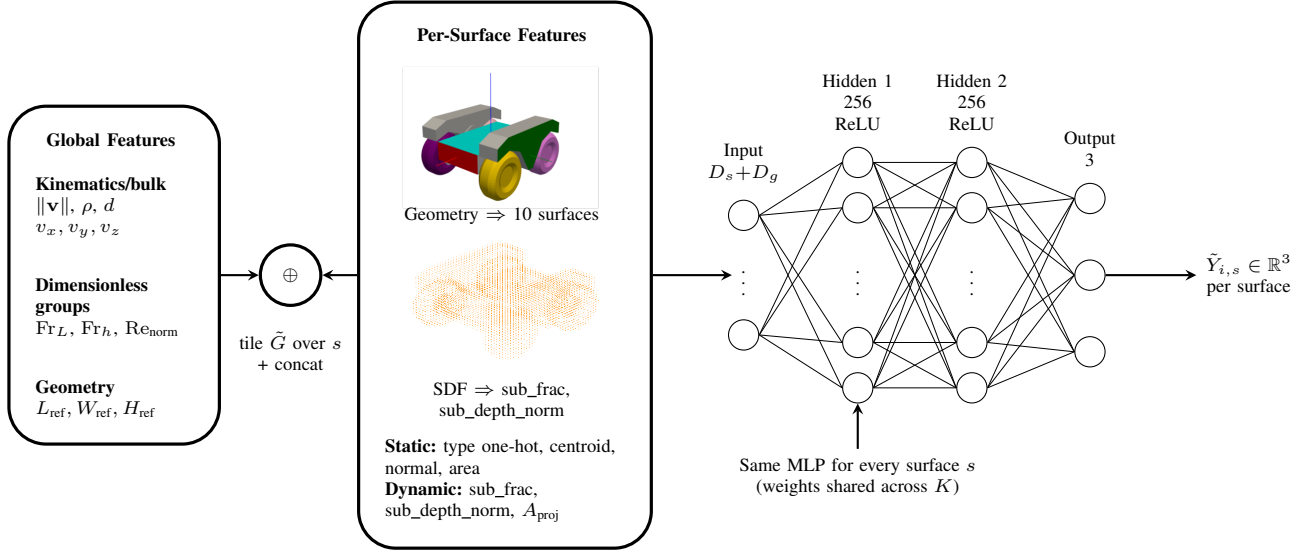 Global Features
Kinematics/bulk
‖v‖, ρ, d
v_x, v_y, v_z
Dimensionless
groups
Fr_L, Fr_h, Re_norm
Geometry
L_ref, W_ref, H_ref
⊕
tile G̃ over s
+ concat
Per-Surface Features
Geometry ⇒ 10 surfaces
SDF ⇒ sub_frac,
sub_depth_norm
Static: type one-hot, centroid,
normal, area
Dynamic: sub_frac,
sub_depth_norm, A_proj
Input
D_s+D_g
Hidden 1
256
ReLU
Hidden 2
256
ReLU
Output
3
Ỹ_{i,s} ∈ ℝ³
per surface
Same MLP for every surface s
(weights shared across K)